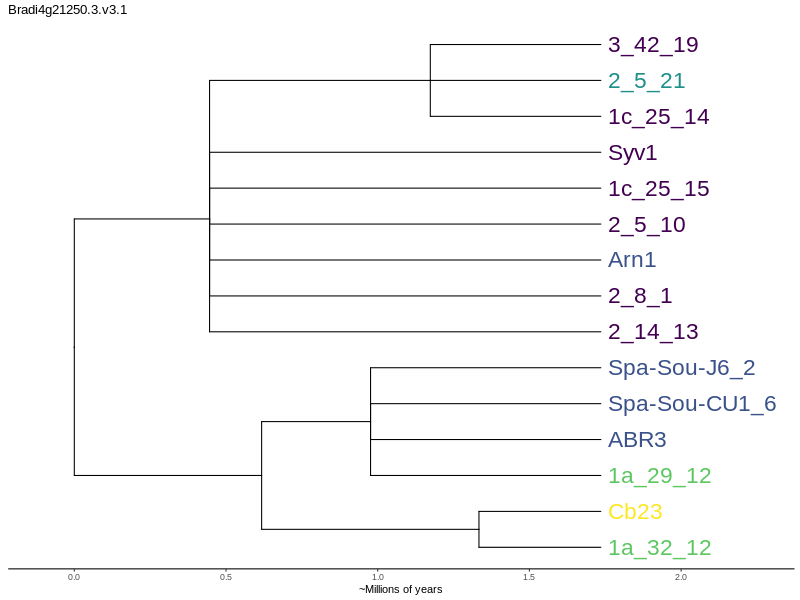 Bradi4g21250.3.v3.1
3_42_19
2_5_21
1c_25_14
Syv1
1c_25_15
2_5_10
Arn1
2_8_1
2_14_13
Spa-Sou-J6_2
Spa-Sou-CU1_6
ABR3
1a_29_12
Cb23
1a_32_12
0.0 0.5 1.0 1.5 2.0
~Millions of years